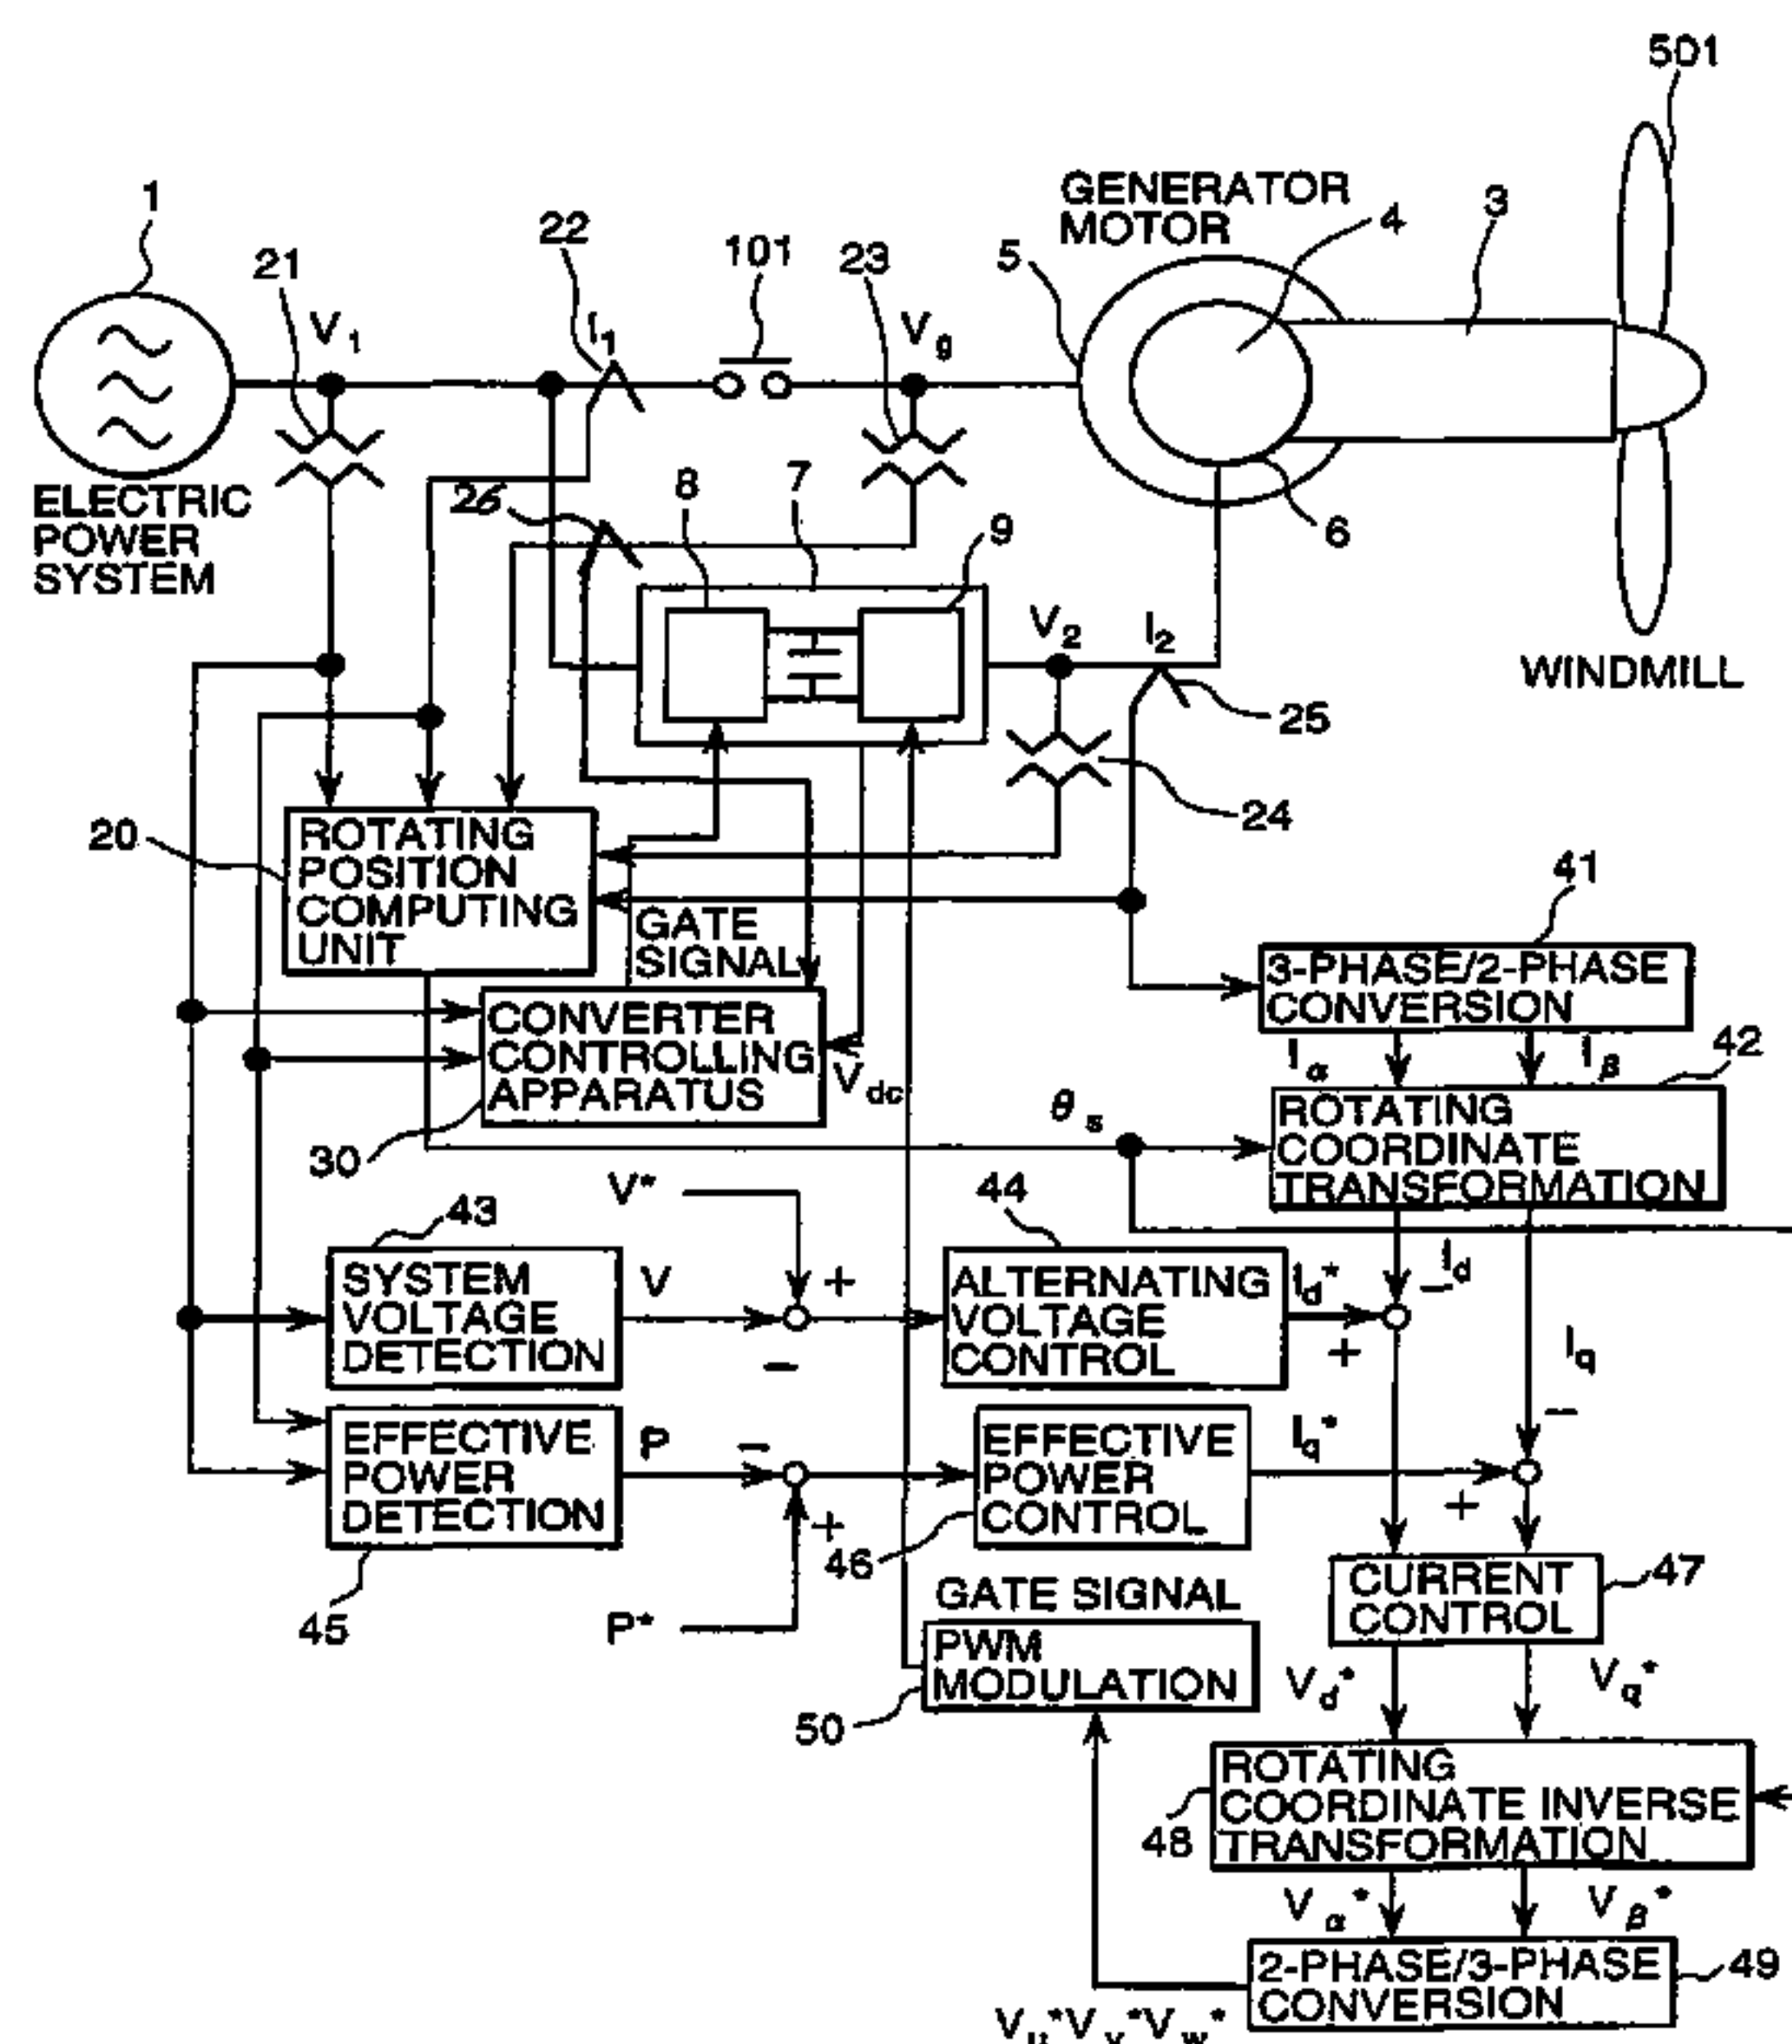 501
1
22
GENERATOR
MOTOR
3
4
21
101
23
5
V1
I1
Vg
ELECTRIC
POWER
SYSTEM
26
8
7
9
6
V2
I2
WINDMILL
25
24
20
ROTATING
POSITION
COMPUTING
UNIT
GATE
SIGNAL
41
3-PHASE/2-PHASE
CONVERSION
CONVERTER
CONTROLLING
APPARATUS
Vdc
Iα
Iβ
42
30
θs
ROTATING
COORDINATE
TRANSFORMATION
V*
43
44
SYSTEM
VOLTAGE
DETECTION
V
+
−
ALTERNATING
VOLTAGE
CONTROL
Id*
−
Id
+
Iq
EFFECTIVE
POWER
DETECTION
P
−
+
EFFECTIVE
POWER
CONTROL
Iq*
−
+
45
P*
46
GATE SIGNAL
CURRENT
CONTROL
47
PWM
MODULATION
50
Vd*
Vq*
ROTATING
COORDINATE INVERSE
TRANSFORMATION
48
Vα*
Vβ*
2-PHASE/3-PHASE
CONVERSION
49
Vu*Vv*Vw*